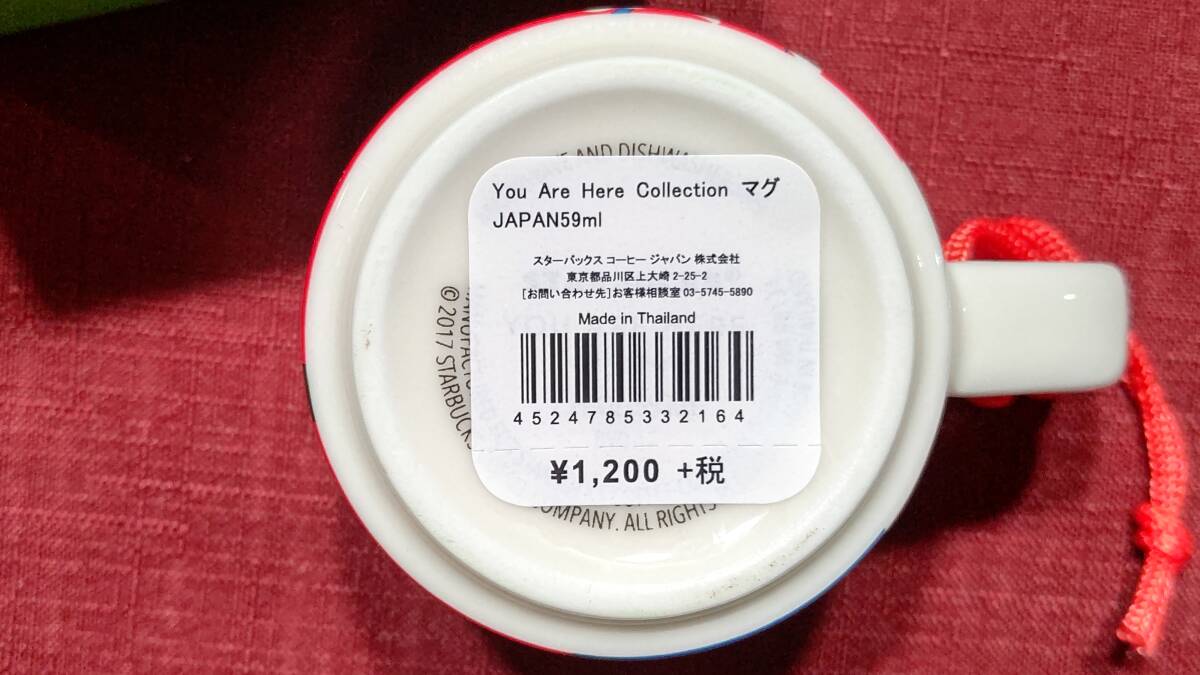 AND DISHWA
You Are Here Collection マグ
JAPAN59ml
スターバックス コーヒー ジャパン 株式会社
東京都品川区上大崎 2-25-2
[お問い合わせ先]お客様相談室 03-5745-5890
Made in Thailand
4524785332164
¥1,200 +税
© 2017 STARBUCKS
COMPANY. ALL RIGHTS